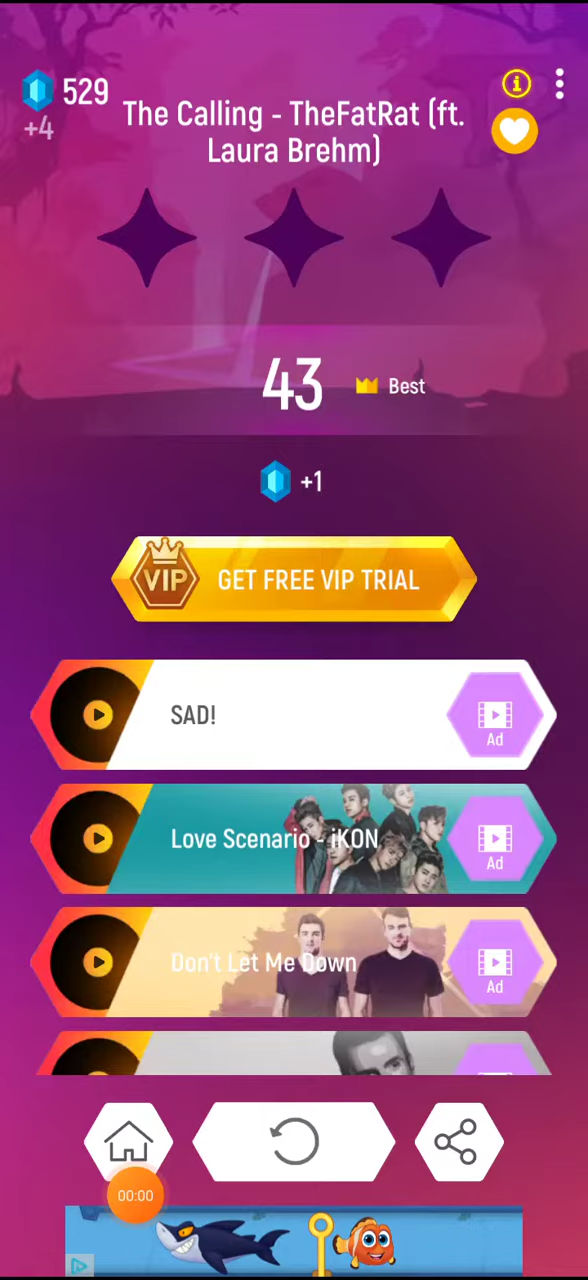 529
+4
The Calling - TheFatRat (ft.
Laura Brehm)
43
Best
+1
VIP
GET FREE VIP TRIAL
SAD!
Ad
Love Scenario - iKON
Ad
Don't Let Me Down
Ad
00:00